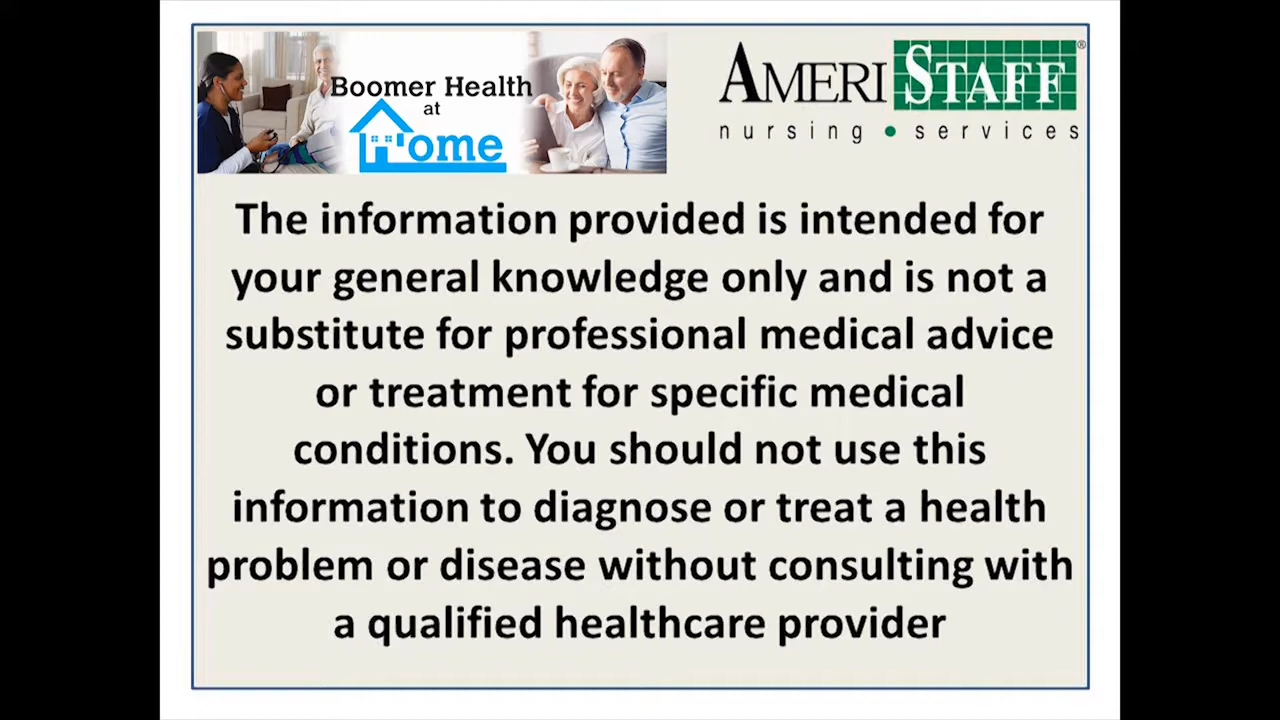 Boomer Health
at
Home
AMERISTAFF®
nursing • services
The information provided is intended for
your general knowledge only and is not a
substitute for professional medical advice
or treatment for specific medical
conditions. You should not use this
information to diagnose or treat a health
problem or disease without consulting with
a qualified healthcare provider